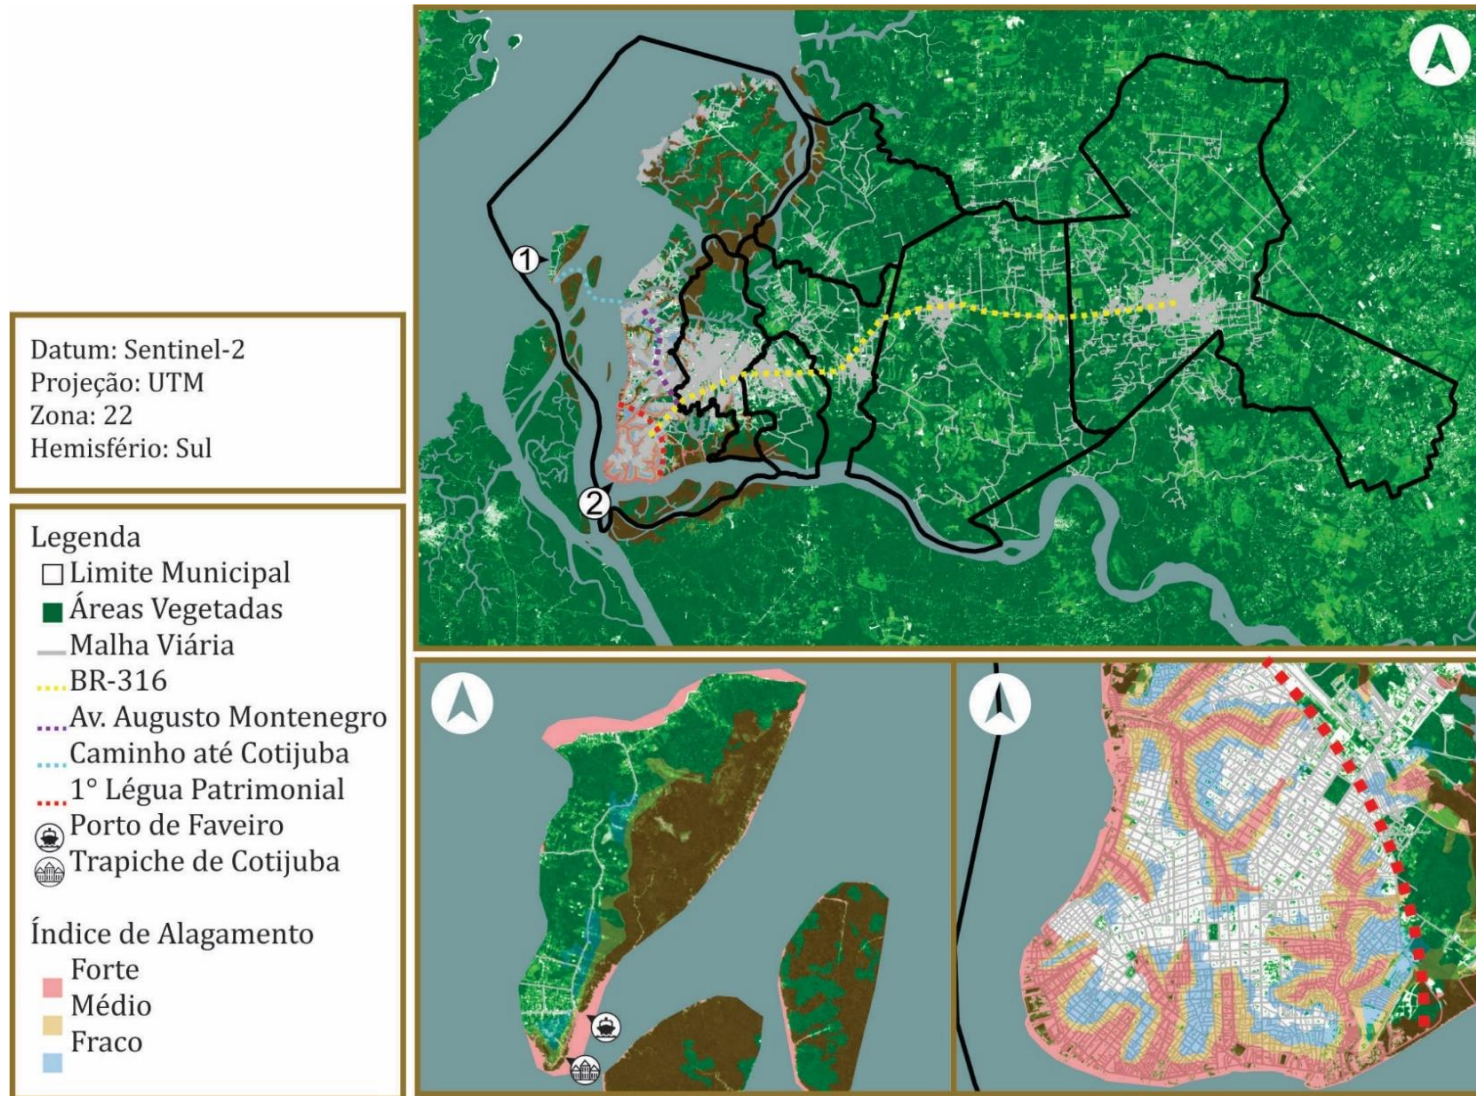 Datum: Sentinel-2
Projeção: UTM
Zona: 22
Hemisfério: Sul
Legenda
Limite Municipal
Áreas Vegetadas
Malha Viária
BR-316
Av. Augusto Montenegro
Caminho até Cotijuba
1° Légua Patrimonial
Porto de Faveiro
Trapiche de Cotijuba
Índice de Alagamento
Forte
Médio
Fraco
1
2